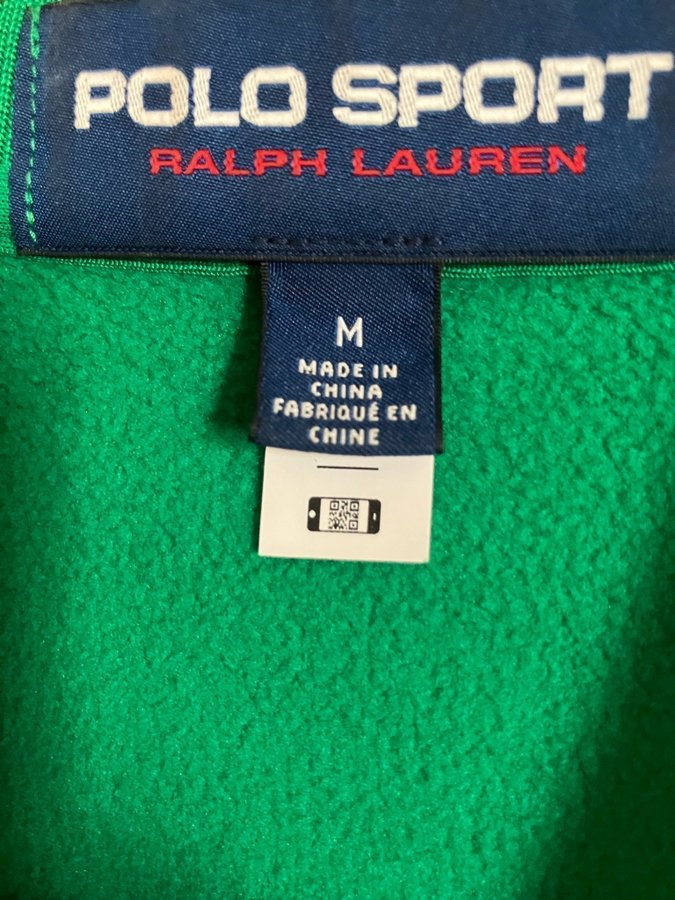 POLO SPORT
RALPH LAUREN
M
MADE IN
CHINA
FABRIQUÉ EN
CHINE